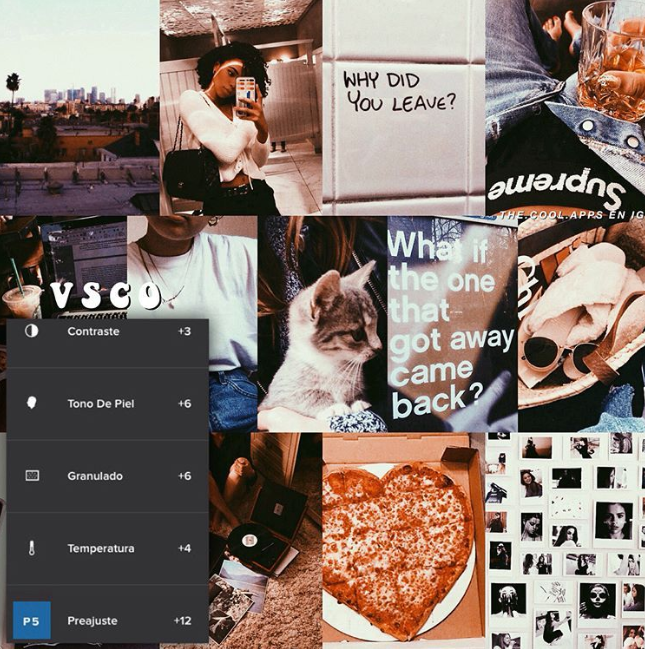 WHY DID
YOU LEAVE?
Supreme
THE.COOL.APPS EN IG
VSCO
What if
the one
that
got away
came
back?
Contraste +3
Tono De Piel +6
Granulado +6
Temperatura +4
P5 Preajuste +12